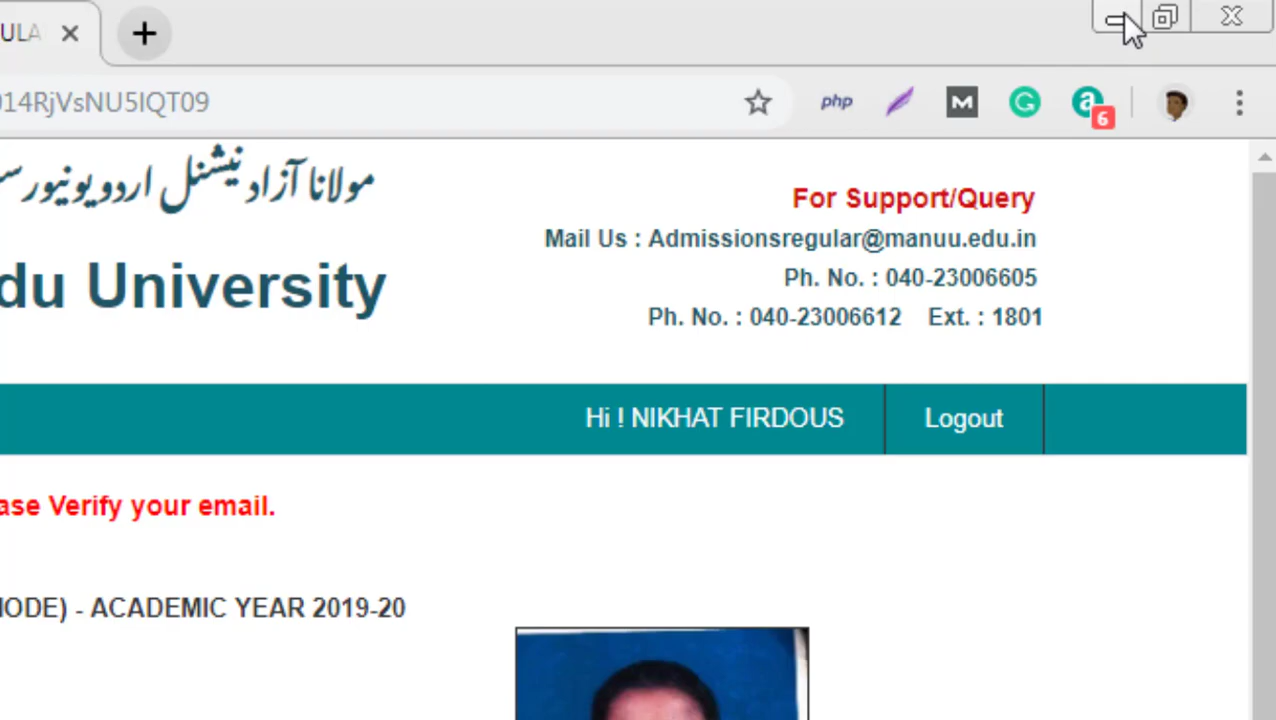 ULA
014RjVsNU5IQT09
php
M
G
a
6
مولانا آزاد نیشنل اردو یونیورس
For Support/Query
Mail Us : Admissionsregular@manuu.edu.in
du University
Ph. No. : 040-23006605
Ph. No. : 040-23006612 Ext. : 1801
Hi ! NIKHAT FIRDOUS
Logout
ase Verify your email.
IODE) - ACADEMIC YEAR 2019-20